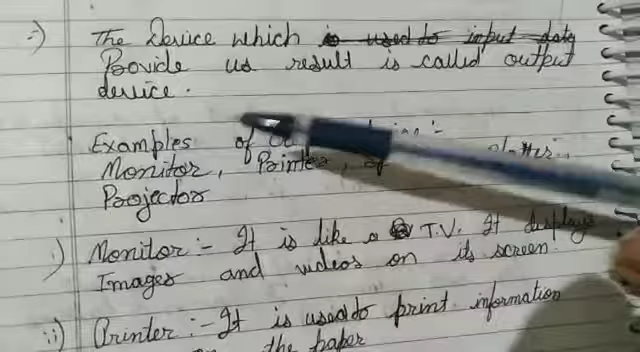 :-) The Device which is used to input data
Provide us result is called output
device.
Examples of
Monitor, Printer,
Projector
i) Monitor :- It is like a T.V. It displays
Images and videos on its screen.
ii) Printer :- It is used to print information
on the paper